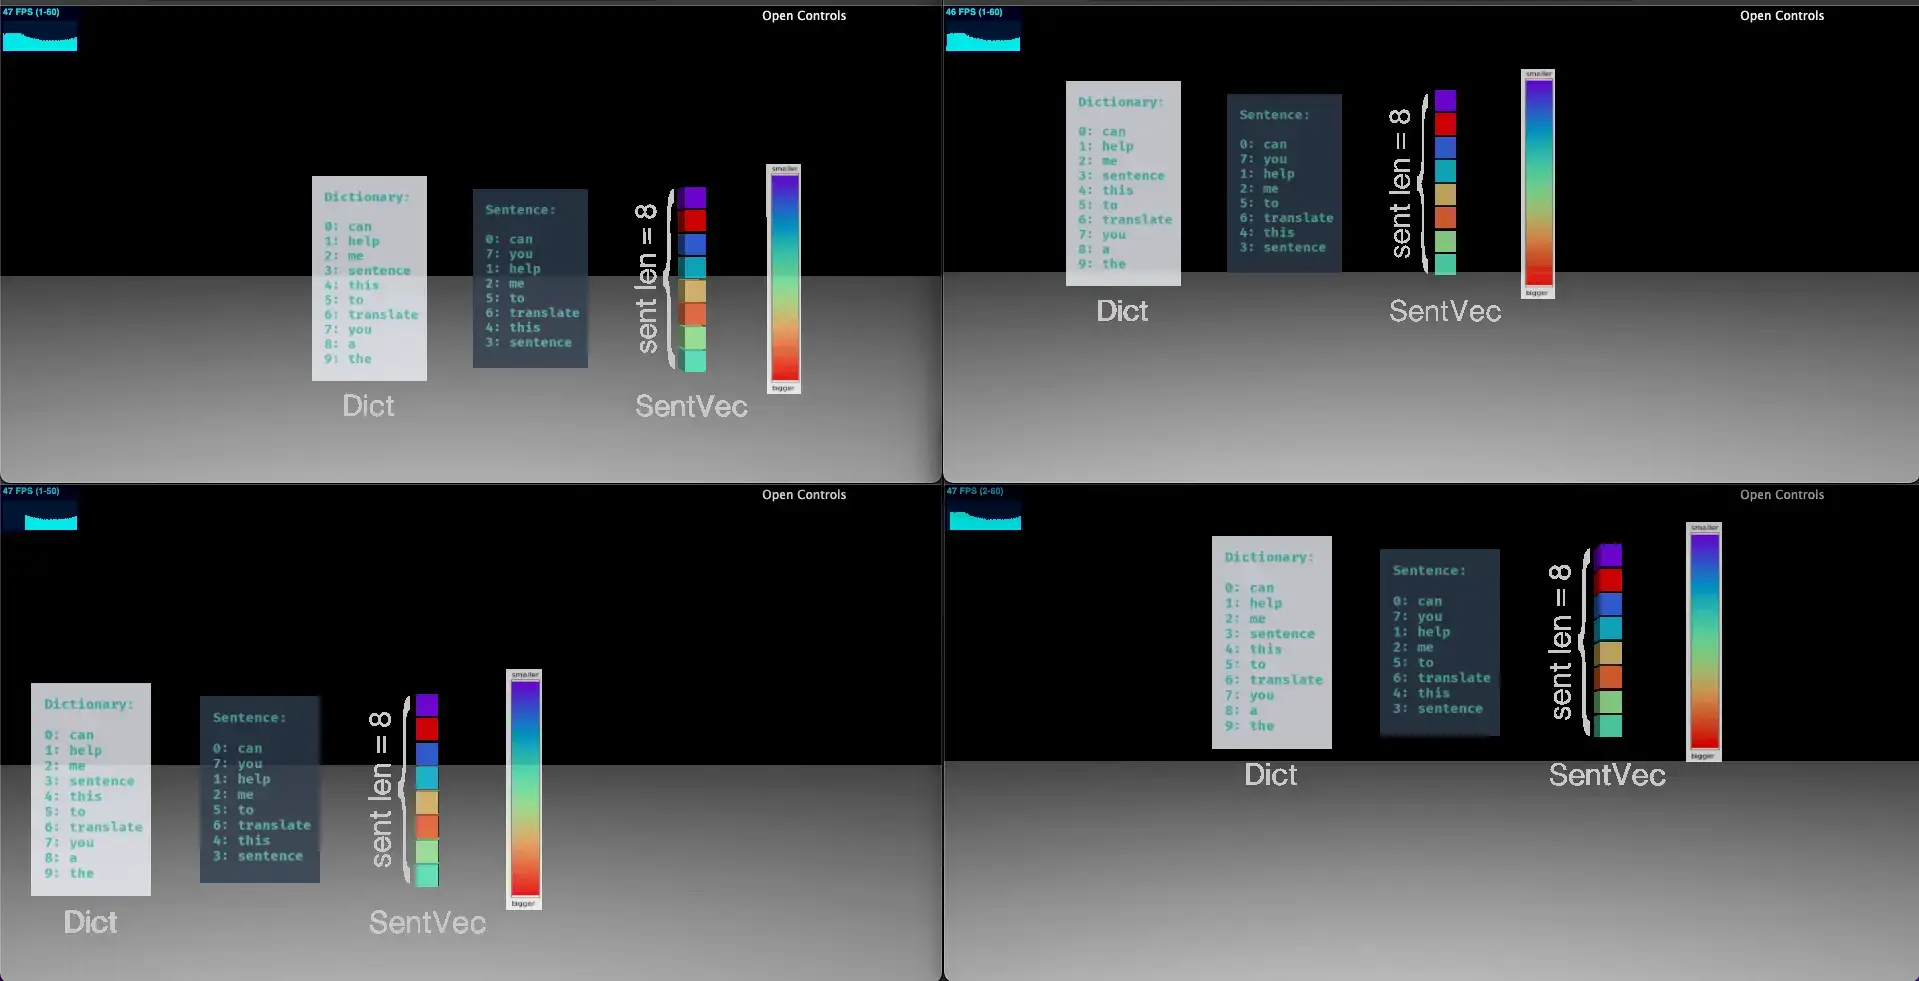 47 FPS (1-60)
Open Controls
Dictionary:
0: can
1: help
2: me
3: sentence
4: this
5: to
6: translate
7: you
8: a
9: the
Dict
Sentence:
0: can
7: you
1: help
2: me
5: to
6: translate
4: this
3: sentence
sent len = 8
SentVec
smaller
bigger
46 FPS (1-60)
Open Controls
Dictionary:
0: can
1: help
2: me
3: sentence
4: this
5: to
6: translate
7: you
8: a
9: the
Dict
Sentence:
0: can
7: you
1: help
2: me
5: to
6: translate
4: this
3: sentence
sent len = 8
SentVec
smaller
bigger
47 FPS (1-50)
Open Controls
Dictionary:
0: can
1: help
2: me
3: sentence
4: this
5: to
6: translate
7: you
8: a
9: the
Dict
Sentence:
0: can
7: you
1: help
2: me
5: to
6: translate
4: this
3: sentence
sent len = 8
SentVec
smaller
bigger
47 FPS (2-60)
Open Controls
Dictionary:
0: can
1: help
2: me
3: sentence
4: this
5: to
6: translate
7: you
8: a
9: the
Dict
Sentence:
0: can
7: you
1: help
2: me
5: to
6: translate
4: this
3: sentence
sent len = 8
SentVec
smaller
bigger